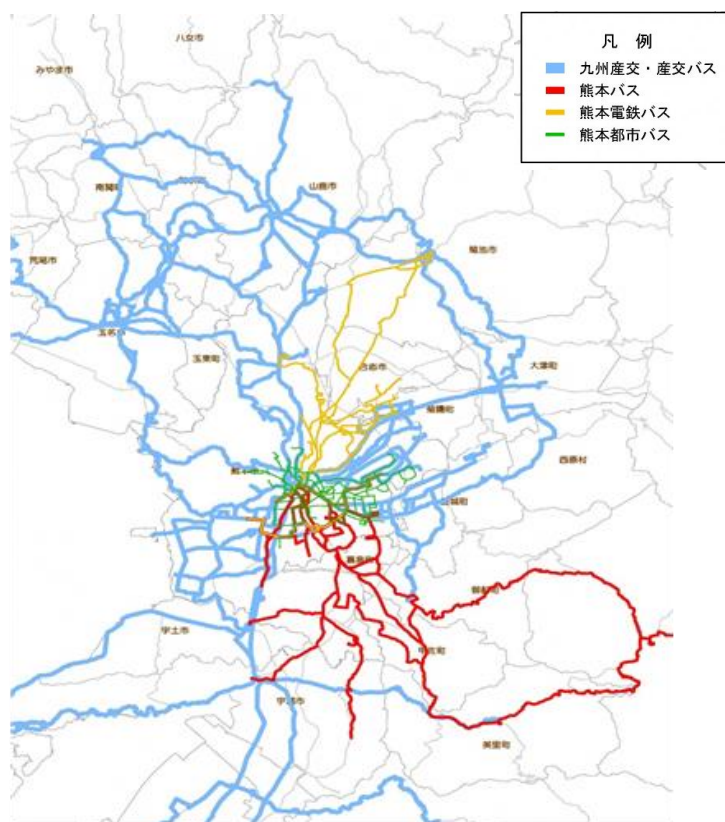 凡 例
九州産交・産交バス
熊本バス
熊本電鉄バス
熊本都市バス
八女市
みやま市
南関町
山鹿市
菊池市
荒尾市
玉名市
玉東町
合志市
大津町
菊陽町
西原村
益城町
嘉島町
御船町
宇土市
甲佐町
宇城市
美里町